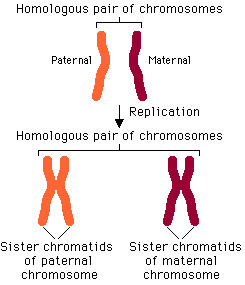 Homologous pair of chromosomes
Paternal
Maternal
Replication
Homologous pair of chromosomes
Sister chromatids
of paternal
chromosome
Sister chromatids
of maternal
chromosome